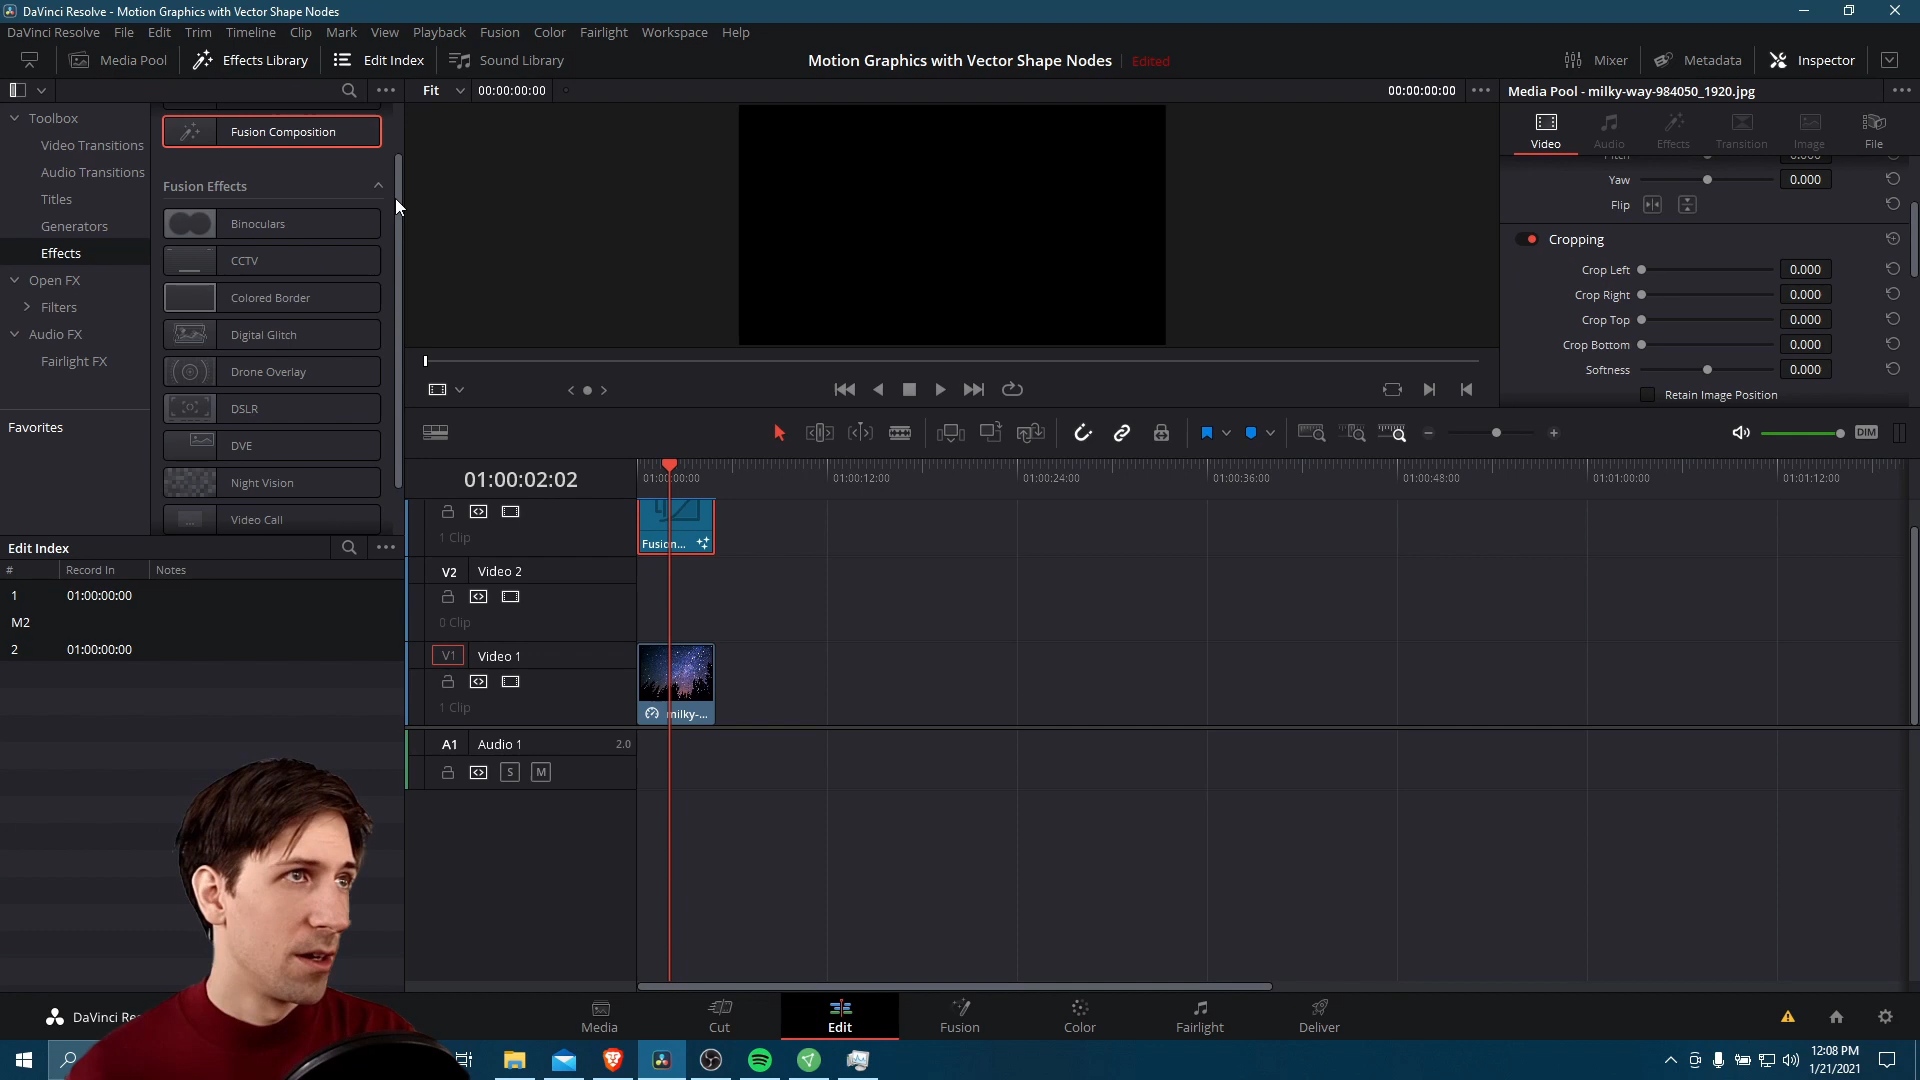 DaVinci Resolve - Motion Graphics with Vector Shape Nodes
DaVinci Resolve File Edit Trim Timeline Clip Mark View Playback Fusion Color Fairlight Workspace Help
Media Pool Effects Library Edit Index Sound Library Motion Graphics with Vector Shape Nodes Edited Mixer Metadata Inspector
Fit 00:00:00:00 00:00:00:00 Media Pool - milky-way-984050_1920.jpg
Toolbox
Video Transitions
Audio Transitions
Titles
Generators
Effects
Open FX
Filters
Audio FX
Fairlight FX
Favorites
Fusion Composition
Fusion Effects
Binoculars
CCTV
Colored Border
Digital Glitch
Drone Overlay
DSLR
DVE
Night Vision
Video Call
Video Audio Effects Transition Image File
Pitch 0.000
Yaw 0.000
Flip
Cropping
Crop Left 0.000
Crop Right 0.000
Crop Top 0.000
Crop Bottom 0.000
Softness 0.000
Retain Image Position
DIM
Edit Index
# Record In Notes
1 01:00:00:00
M2
2 01:00:00:00
01:00:02:02
01:00:00:00 01:00:12:00 01:00:24:00 01:00:36:00 01:00:48:00 01:01:00:00 01:01:12:00
1 Clip
Fusion...
V2 Video 2
0 Clip
V1 Video 1
1 Clip
milky-...
A1 Audio 1 2.0
S M
DaVinci Re
Media Cut Edit Fusion Color Fairlight Deliver
12:08 PM
1/21/2021